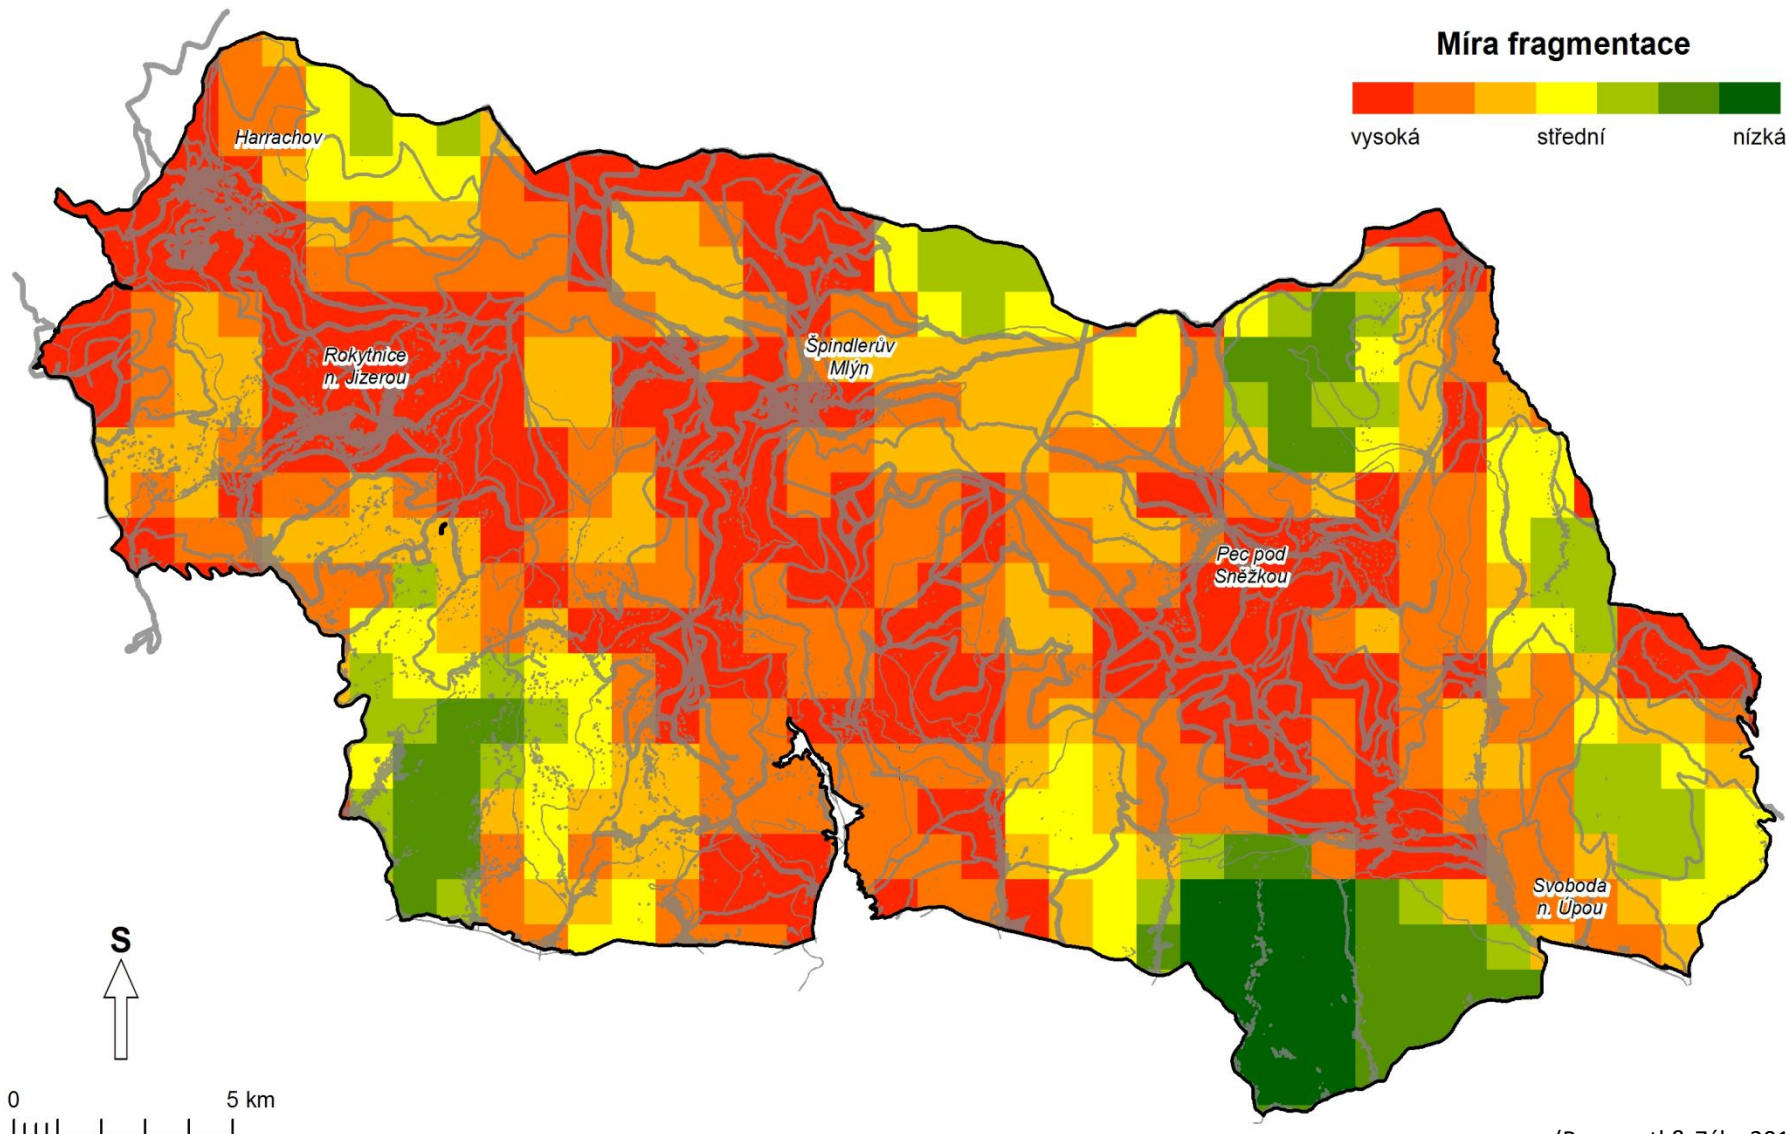 Míra fragmentace
vysoká střední nízká
Harrachov
Rokytnice
n. Jizerou
Špindlerův
Mlýn
Pec pod
Sněžkou
Svoboda
n. Úpou
S
0 5 km